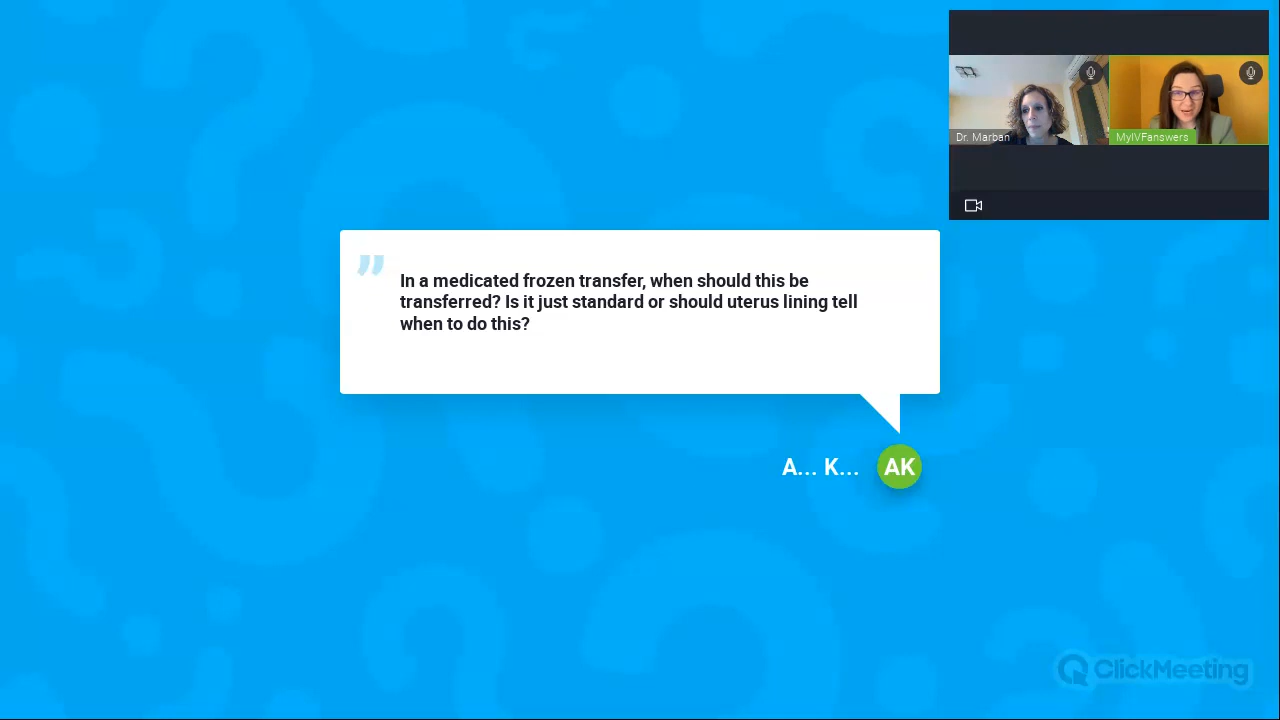 Dr. Marban
MyIVFanswers
”
In a medicated frozen transfer, when should this be
transferred? Is it just standard or should uterus lining tell
when to do this?
A... K...
AK
ClickMeeting